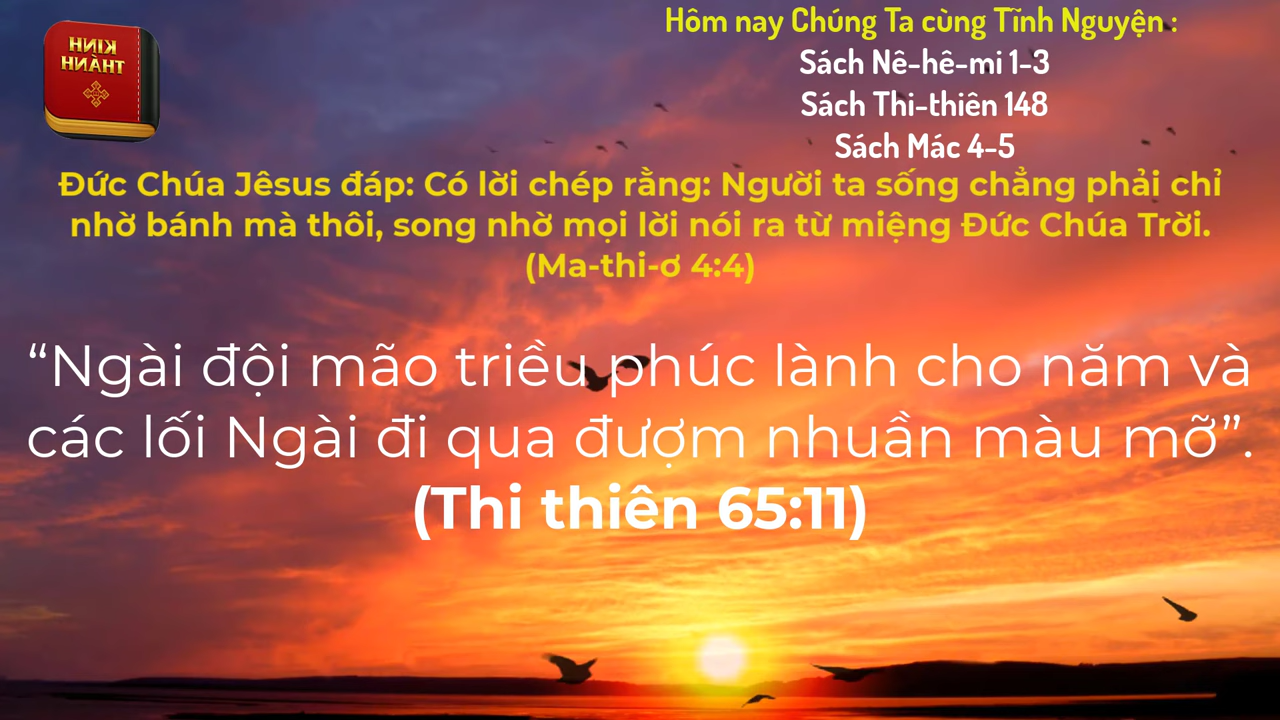 KINH
THÁNH
Hôm nay Chúng Ta cùng Tĩnh Nguyện :
Sách Nê-hê-mi 1-3
Sách Thi-thiên 148
Sách Mác 4-5
Đức Chúa Jêsus đáp: Có lời chép rằng: Người ta sống chẳng phải chỉ
nhờ bánh mà thôi, song nhờ mọi lời nói ra từ miệng Đức Chúa Trời.
(Ma-thi-ơ 4:4)
“Ngài đội mão triều phúc lành cho năm và
các lối Ngài đi qua đượm nhuần màu mỡ”.
(Thi thiên 65:11)